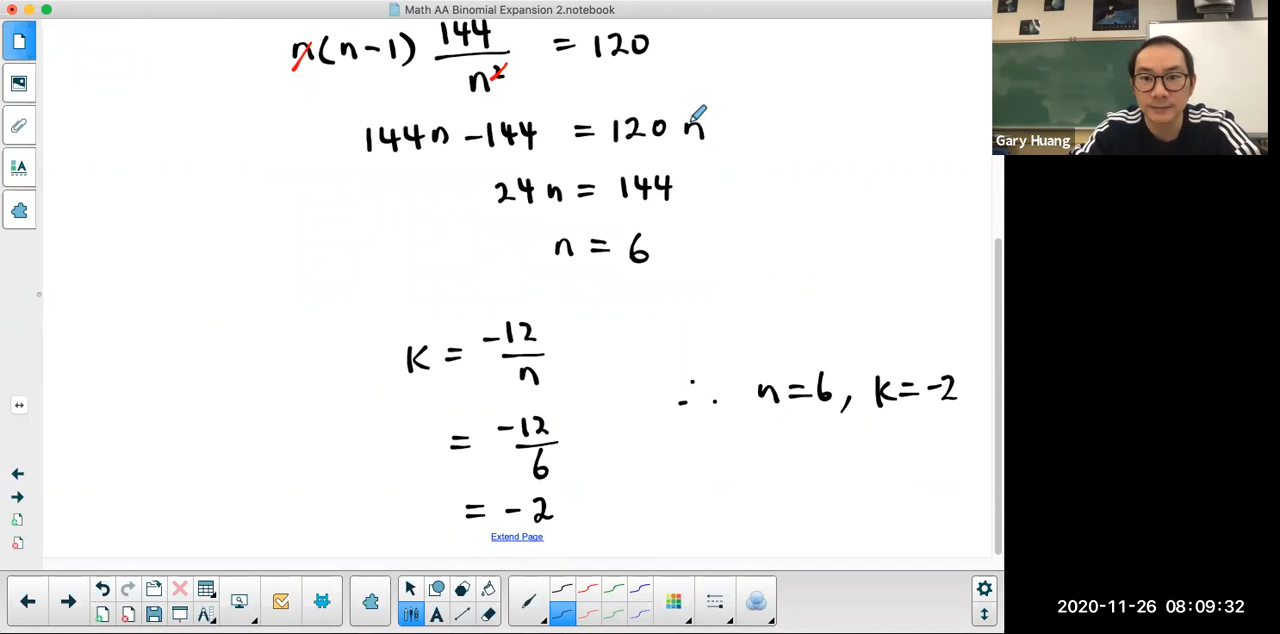 Math AA Binomial Expansion 2.notebook
n(n-1) 144/n² = 120
144n - 144 = 120n
24n = 144
n = 6
K = -12/n
∴ n=6, K=-2
= -12/6
= -2
Extend Page
Gary Huang
A
2020-11-26 08:09:32